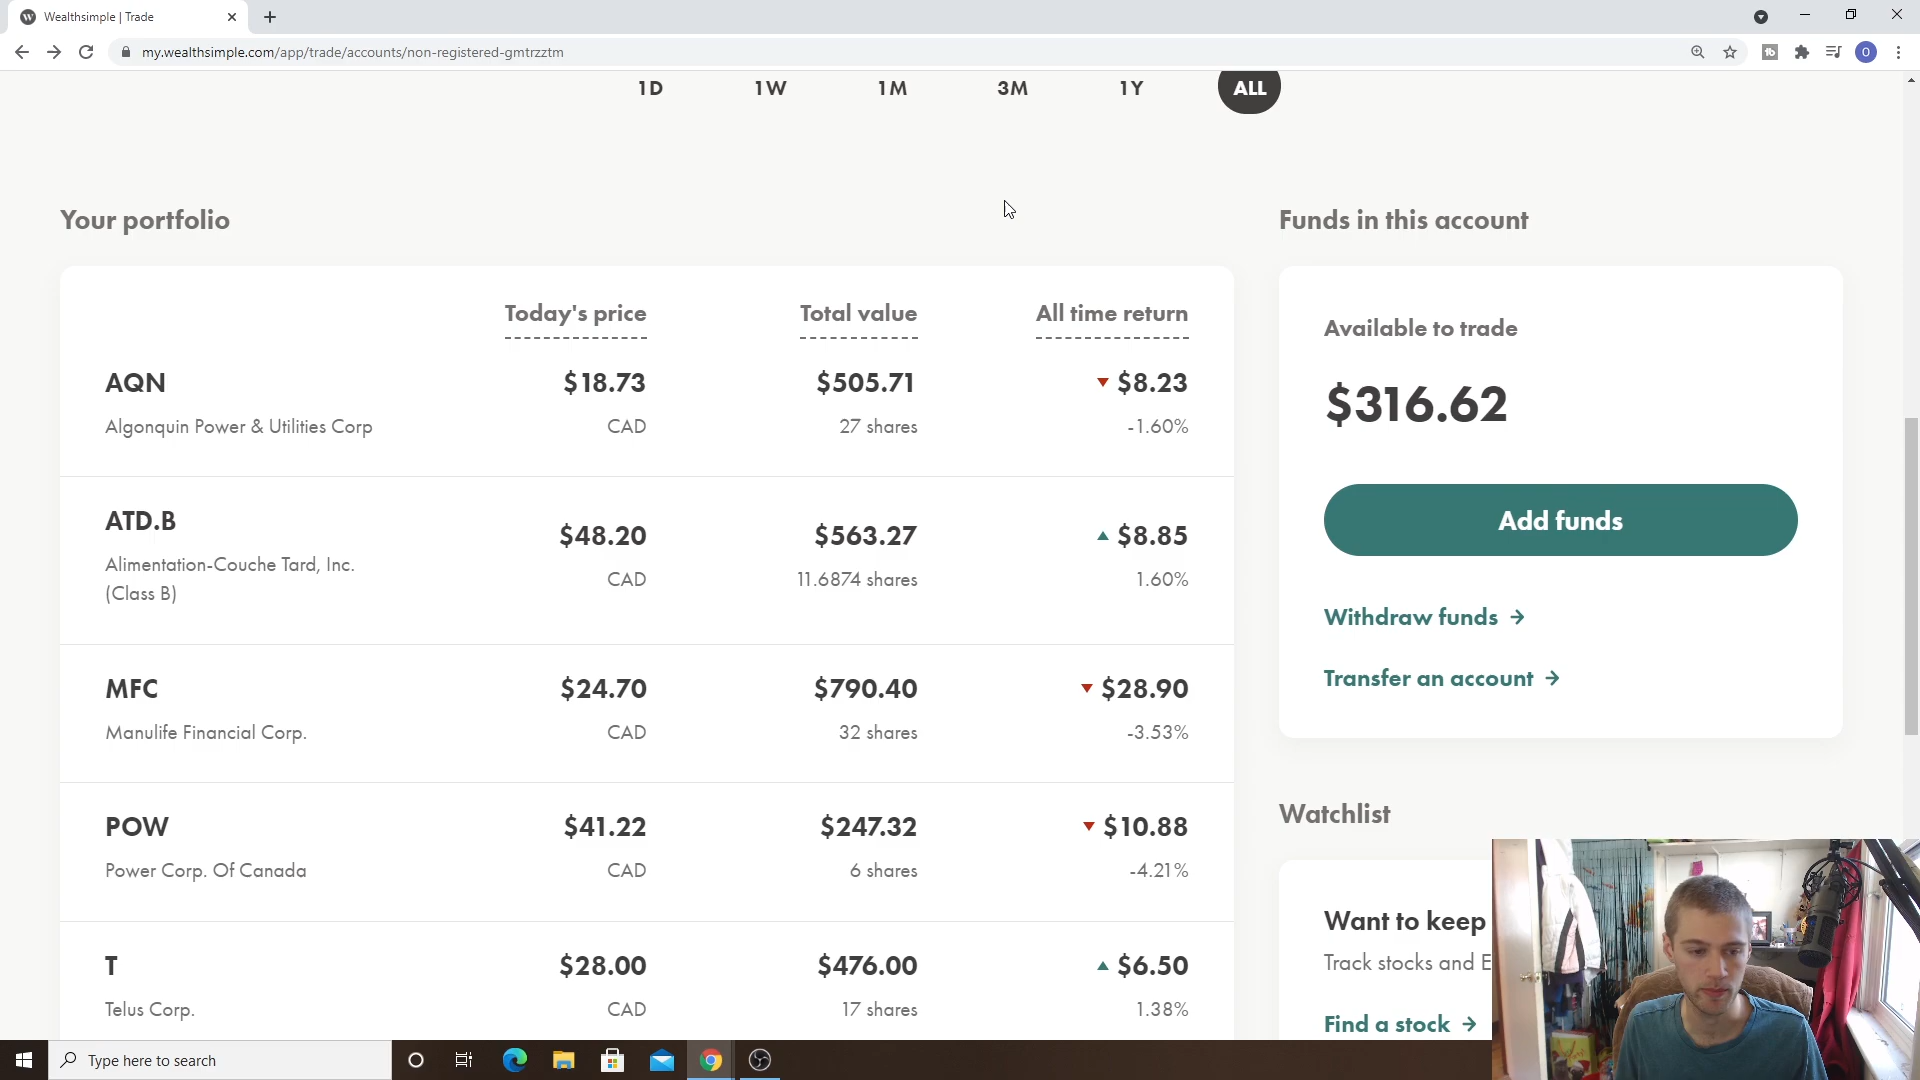 Wealthsimple | Trade
my.wealthsimple.com/app/trade/accounts/non-registered-gmtrzztm
1D 1W 1M 3M 1Y ALL
Your portfolio
Today's price Total value All time return
AQN $18.73 $505.71 $8.23
Algonquin Power & Utilities Corp CAD 27 shares -1.60%
ATD.B
$48.20 $563.27 $8.85
Alimentation-Couche Tard, Inc.
(Class B)
CAD 11.6874 shares 1.60%
MFC $24.70 $790.40 $28.90
Manulife Financial Corp. CAD 32 shares -3.53%
POW $41.22 $247.32 $10.88
Power Corp. Of Canada CAD 6 shares -4.21%
T $28.00 $476.00 $6.50
Telus Corp. CAD 17 shares 1.38%
Funds in this account
Available to trade
$316.62
Add funds
Withdraw funds →
Transfer an account →
Watchlist
Want to keep
Track stocks and E
Find a stock →
Type here to search